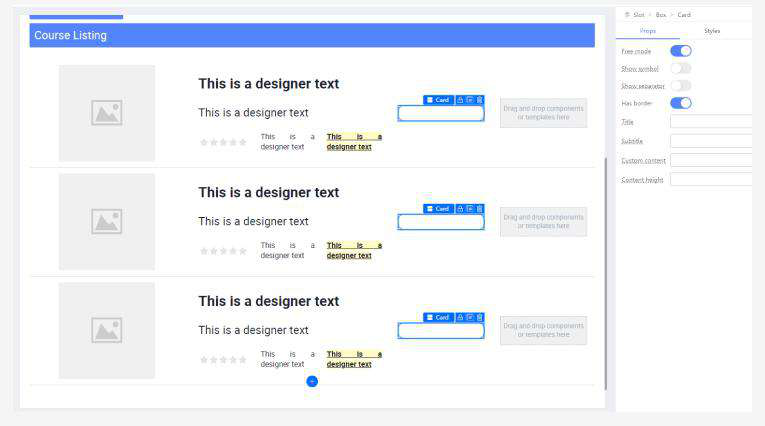 Slot > Box > Card
Props Styles
Course Listing
Free mode
Show symbol
Show separator
Has border
Title
Subtitle
Custom content
Content height
This is a designer text
This is a designer text
This is a
designer text
This is a
designer text
Card
Drag and drop components
or templates here
This is a designer text
This is a designer text
This is a
designer text
This is a
designer text
Card
Drag and drop components
or templates here
This is a designer text
This is a designer text
This is a
designer text
This is a
designer text
Card
Drag and drop components
or templates here